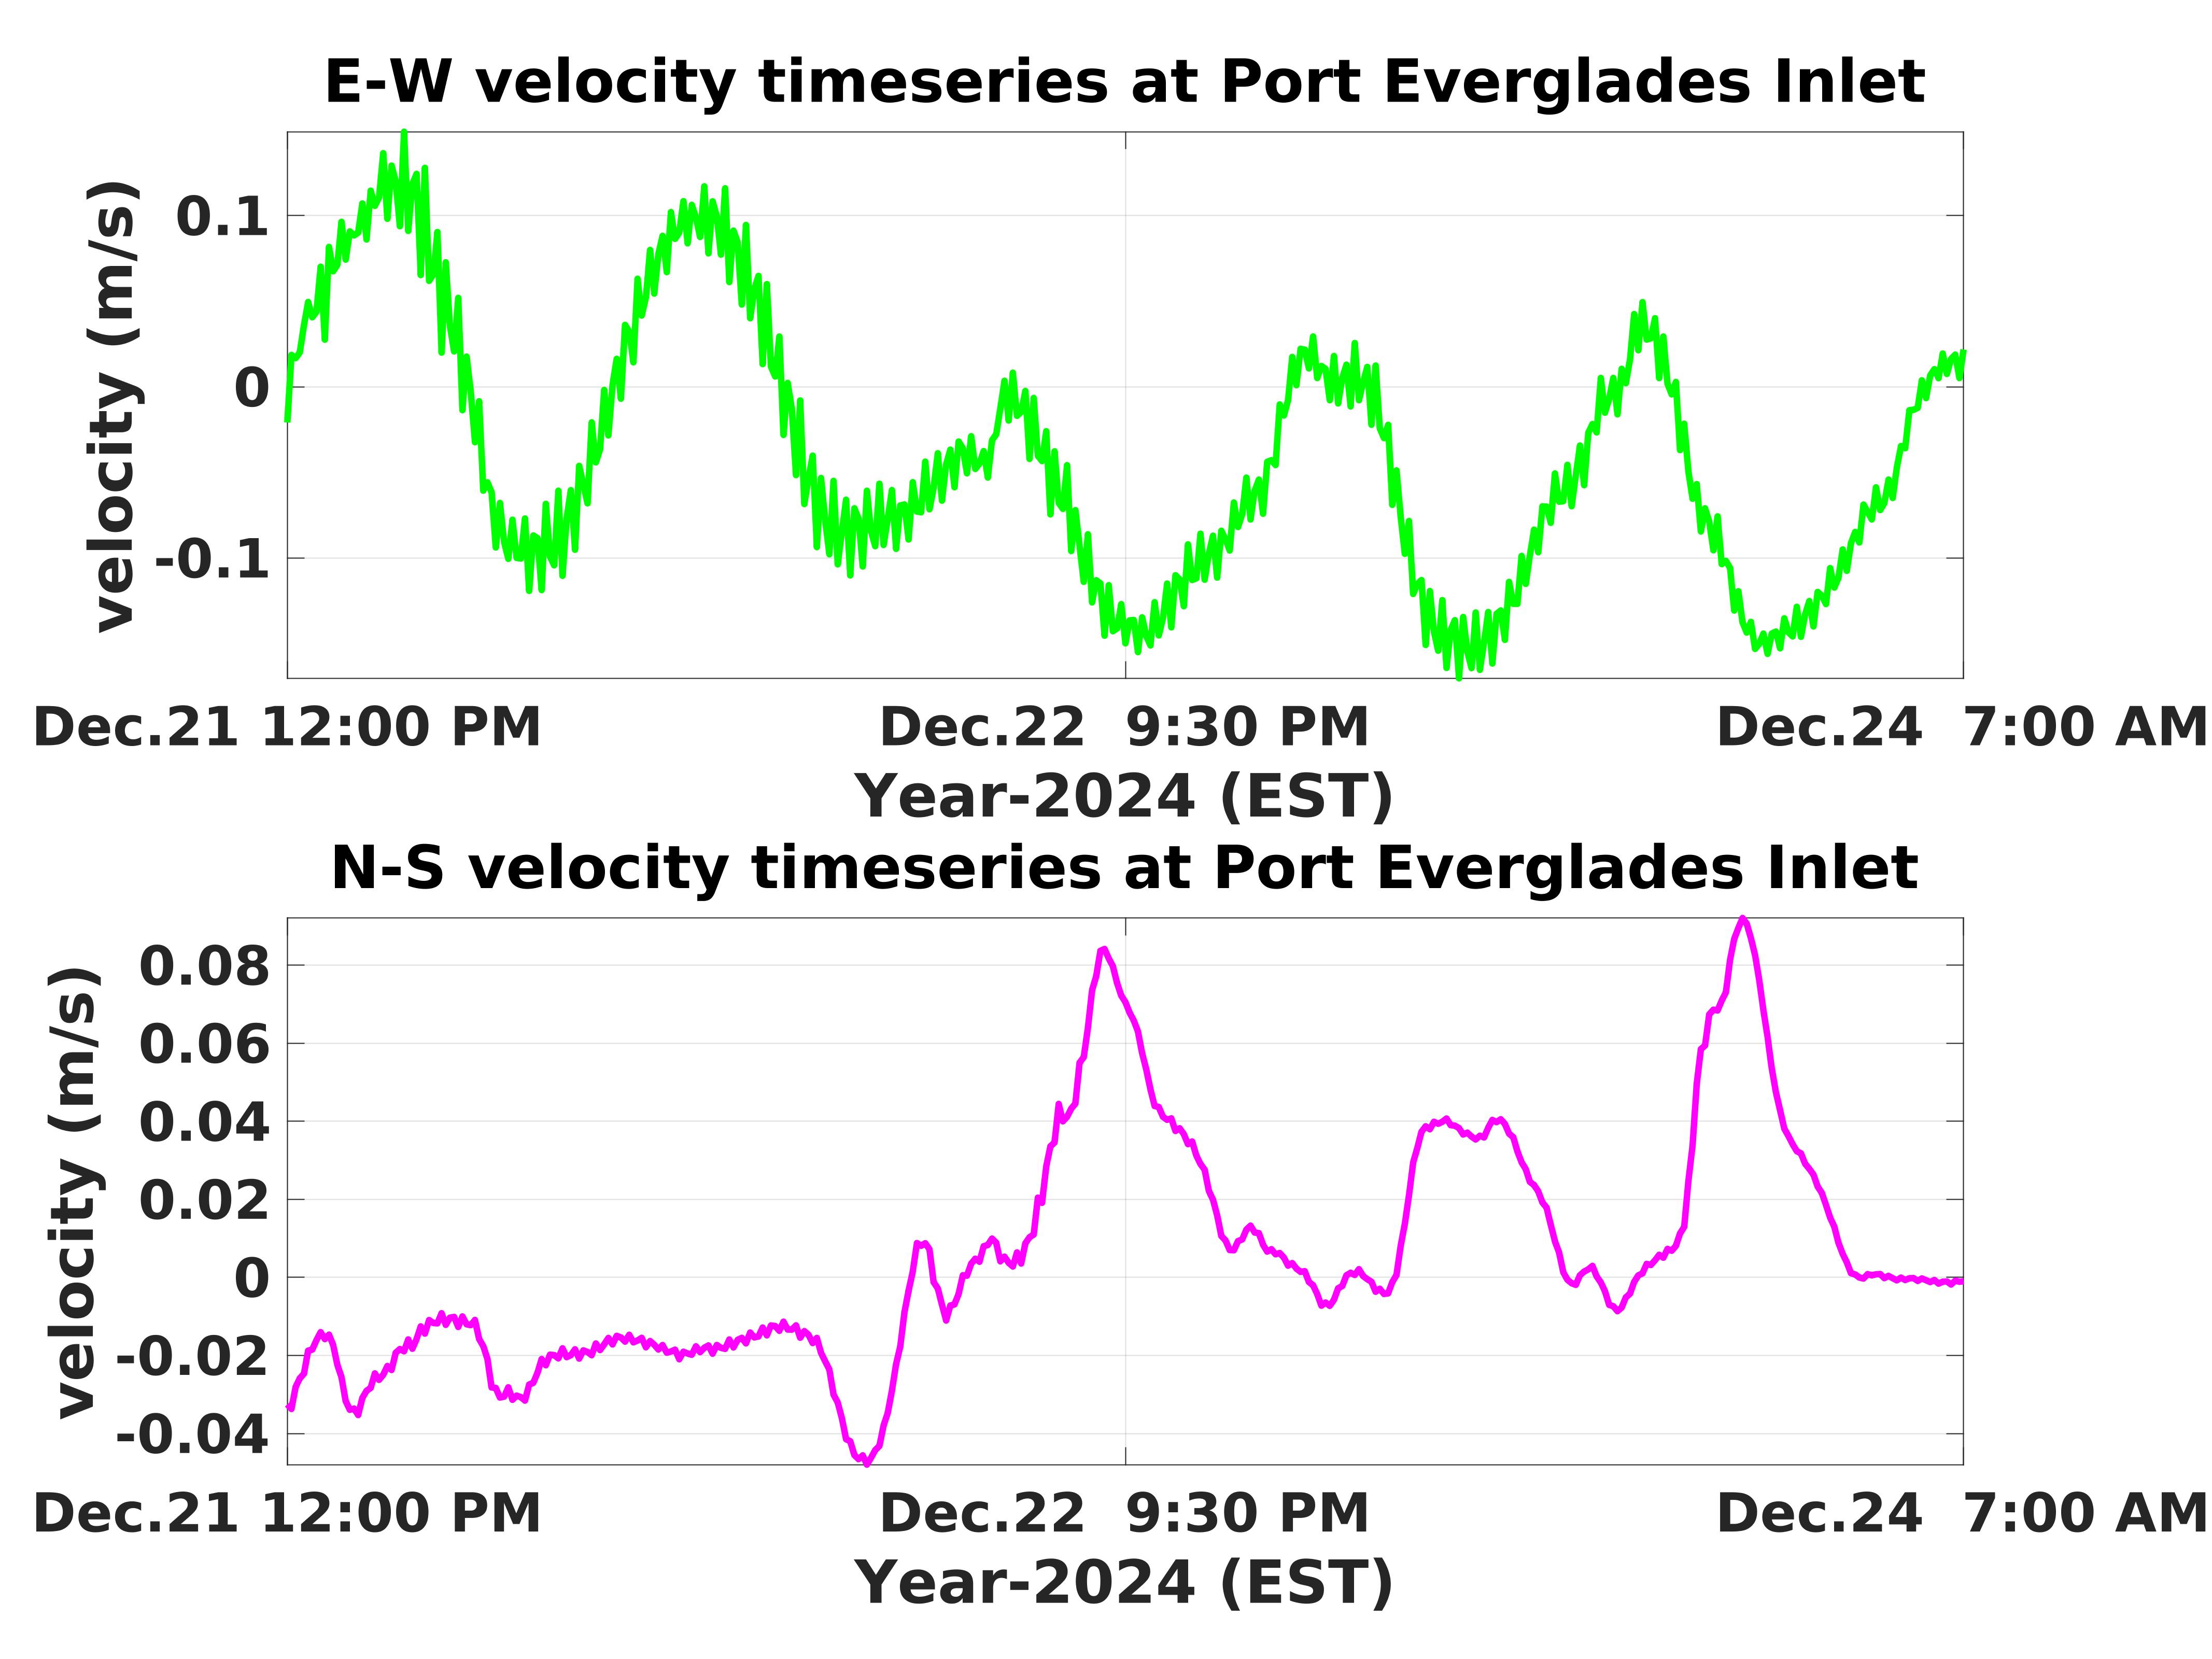 E-W velocity timeseries at Port Everglades Inlet
velocity (m/s)
0.1
0
-0.1
Dec.21 12:00 PM
Dec.22 9:30 PM
Dec.24 7:00 AM
Year-2024 (EST)
N-S velocity timeseries at Port Everglades Inlet
velocity (m/s)
0.08
0.06
0.04
0.02
0
-0.02
-0.04
Dec.21 12:00 PM
Dec.22 9:30 PM
Dec.24 7:00 AM
Year-2024 (EST)